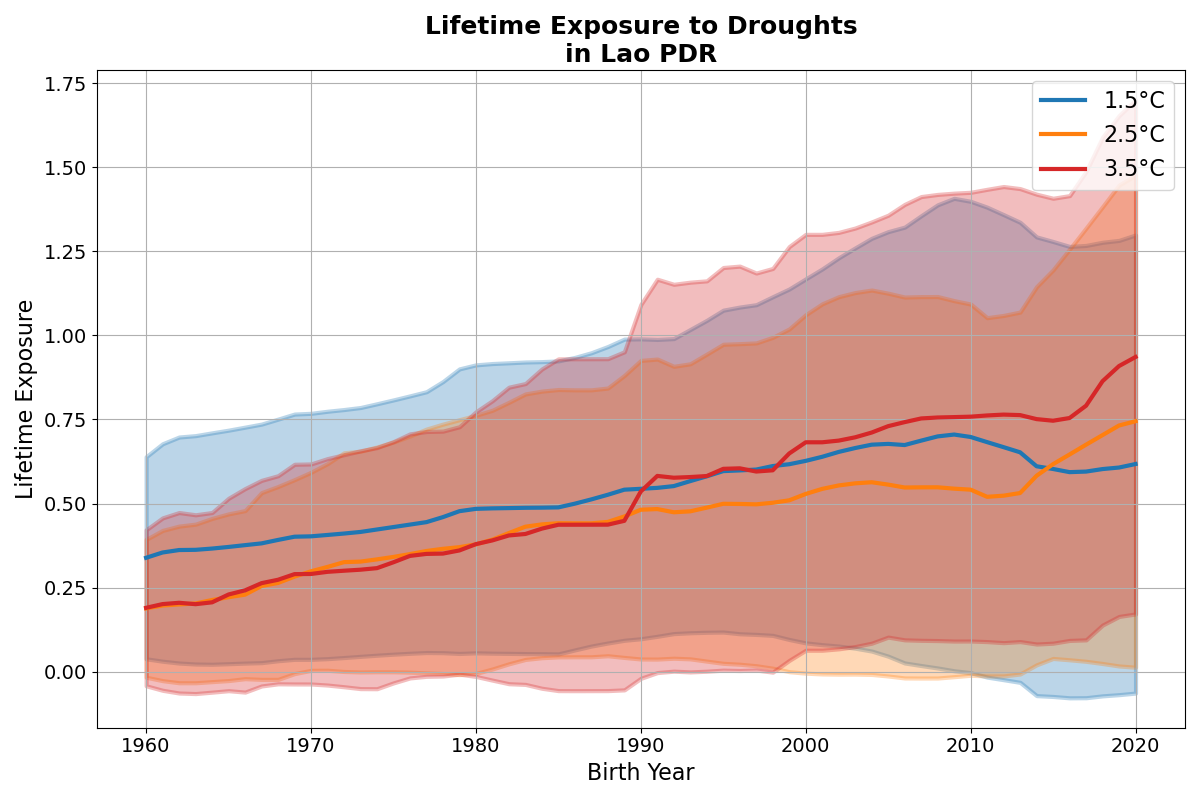 Lifetime Exposure to Droughts
in Lao PDR
1.75
1.50
1.25
1.00
0.75
0.50
0.25
0.00
Lifetime Exposure
1.5°C
2.5°C
3.5°C
1960
1970
1980
1990
2000
2010
2020
Birth Year